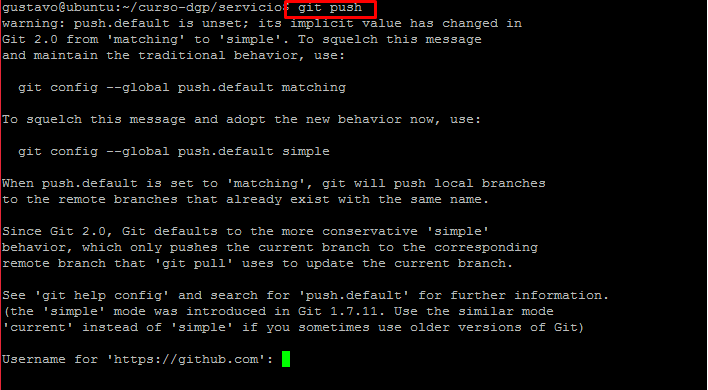 gustavo@ubuntu:~/curso-dgp/servicio$ git push
warning: push.default is unset; its implicit value has changed in
Git 2.0 from 'matching' to 'simple'. To squelch this message
and maintain the traditional behavior, use:
git config --global push.default matching
To squelch this message and adopt the new behavior now, use:
git config --global push.default simple
When push.default is set to 'matching', git will push local branches
to the remote branches that already exist with the same name.
Since Git 2.0, Git defaults to the more conservative 'simple'
behavior, which only pushes the current branch to the corresponding
remote branch that 'git pull' uses to update the current branch.
See 'git help config' and search for 'push.default' for further information.
(the 'simple' mode was introduced in Git 1.7.11. Use the similar mode
'current' instead of 'simple' if you sometimes use older versions of Git)
Username for 'https://github.com':